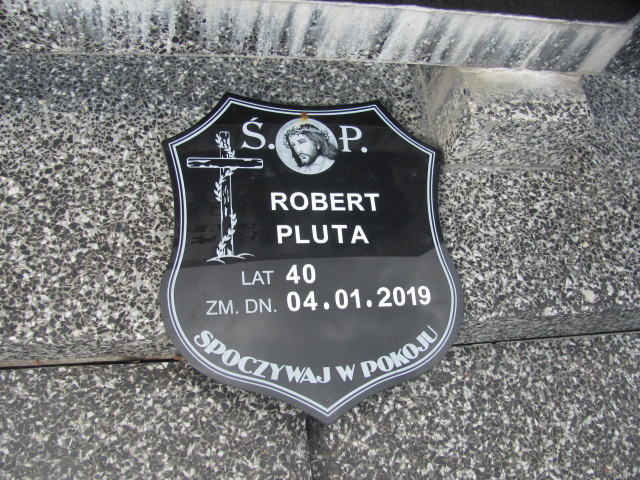 Ś. P.
ROBERT
PLUTA
LAT 40
ZM. DN. 04.01.2019
SPOCZYWAJ W POKOJU